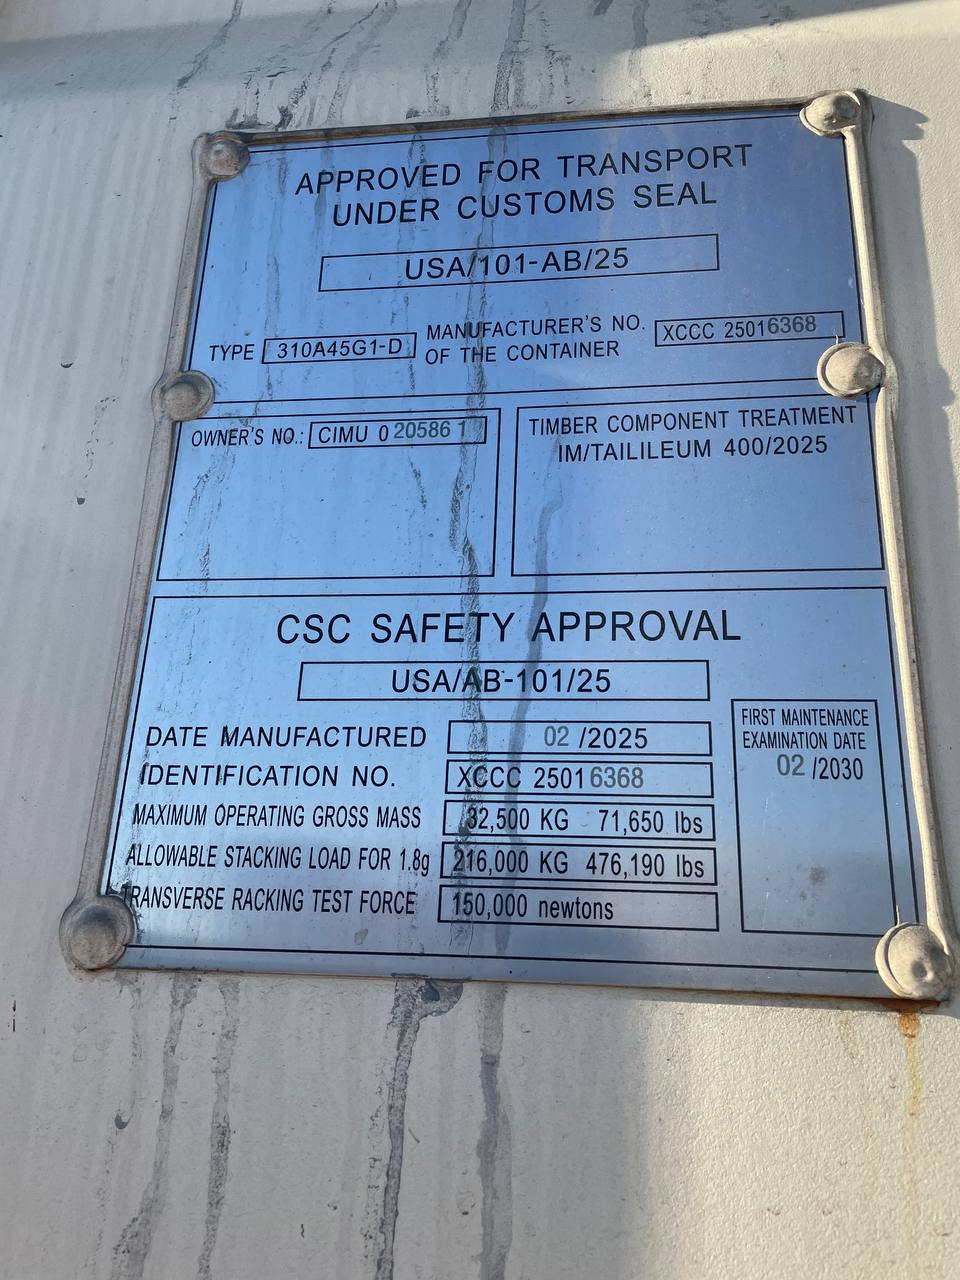 APPROVED FOR TRANSPORT
UNDER CUSTOMS SEAL
USA/101-AB/25
TYPE 310A45G1-D MANUFACTURER'S NO. OF THE CONTAINER XCCC 25016368
OWNER'S NO.: CIMU 0 20586 1
TIMBER COMPONENT TREATMENT
IM/TAILILEUM 400/2025
CSC SAFETY APPROVAL
USA/AB-101/25
DATE MANUFACTURED 02 /2025
IDENTIFICATION NO. XCCC 25016368
MAXIMUM OPERATING GROSS MASS 32,500 KG 71,650 lbs
ALLOWABLE STACKING LOAD FOR 1.8g 216,000 KG 476,190 lbs
TRANSVERSE RACKING TEST FORCE 150,000 newtons
FIRST MAINTENANCE
EXAMINATION DATE
02 /2030